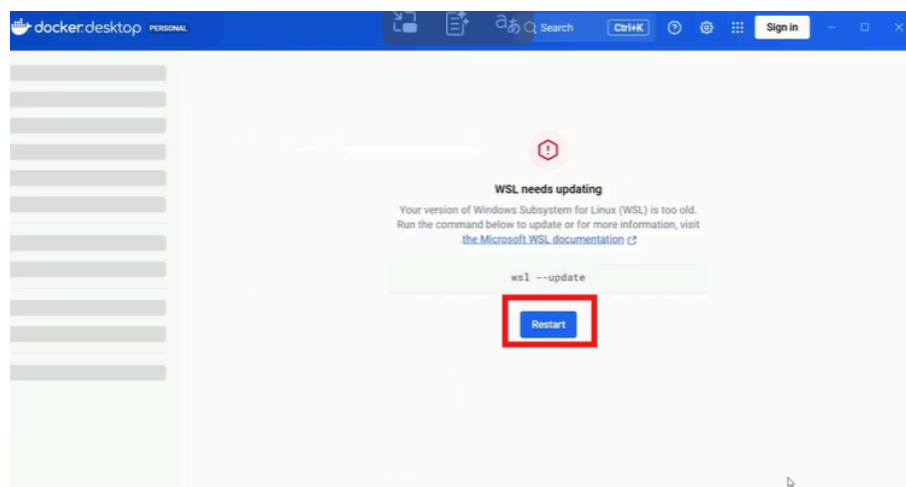 docker.desktop PERSONAL
Search Ctrl+K Sign in
WSL needs updating
Your version of Windows Subsystem for Linux (WSL) is too old.
Run the command below to update or for more information, visit
.the Microsoft WSL documentation
wsl --update
Restart